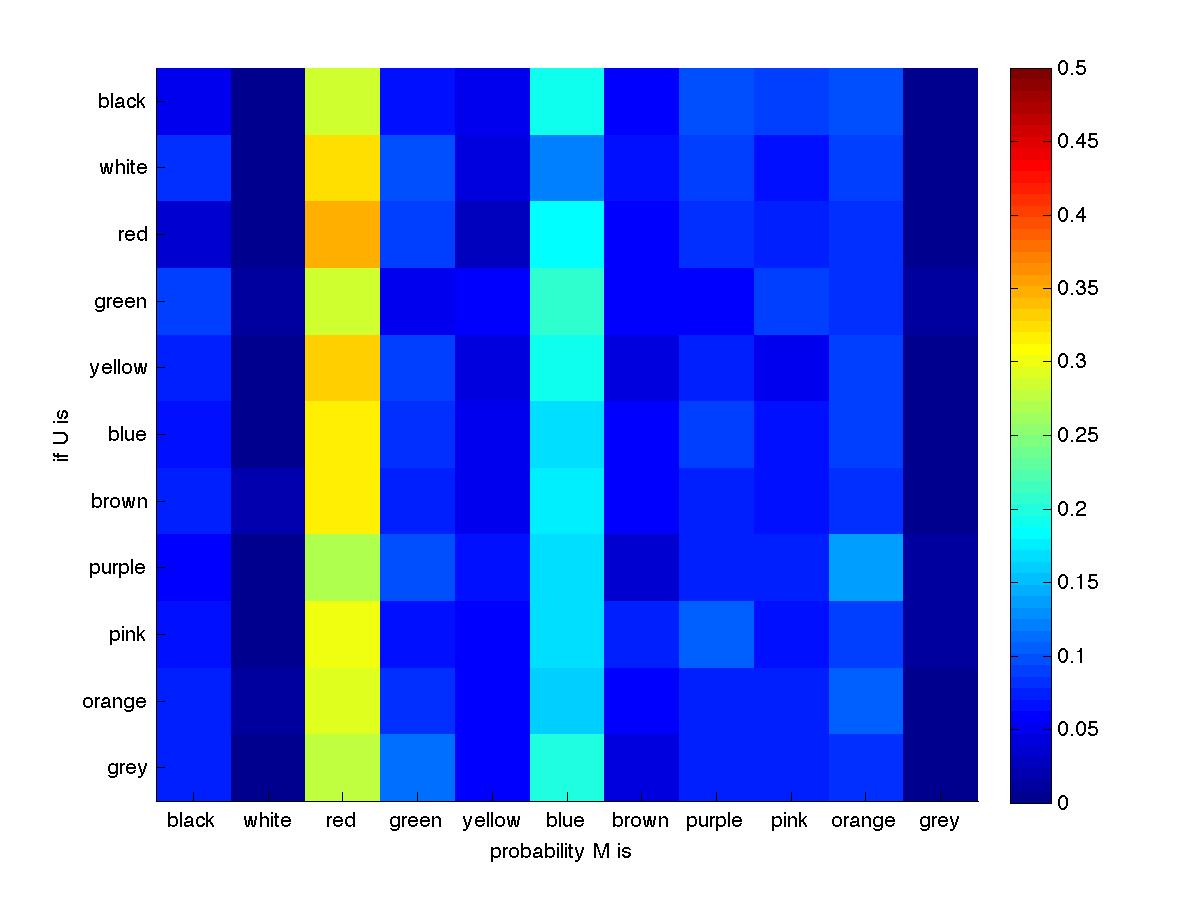 black
white
red
green
yellow
blue
brown
purple
pink
orange
grey
if U is
black white red green yellow blue brown purple pink orange grey
probability M is
0.5
0.45
0.4
0.35
0.3
0.25
0.2
0.15
0.1
0.05
0